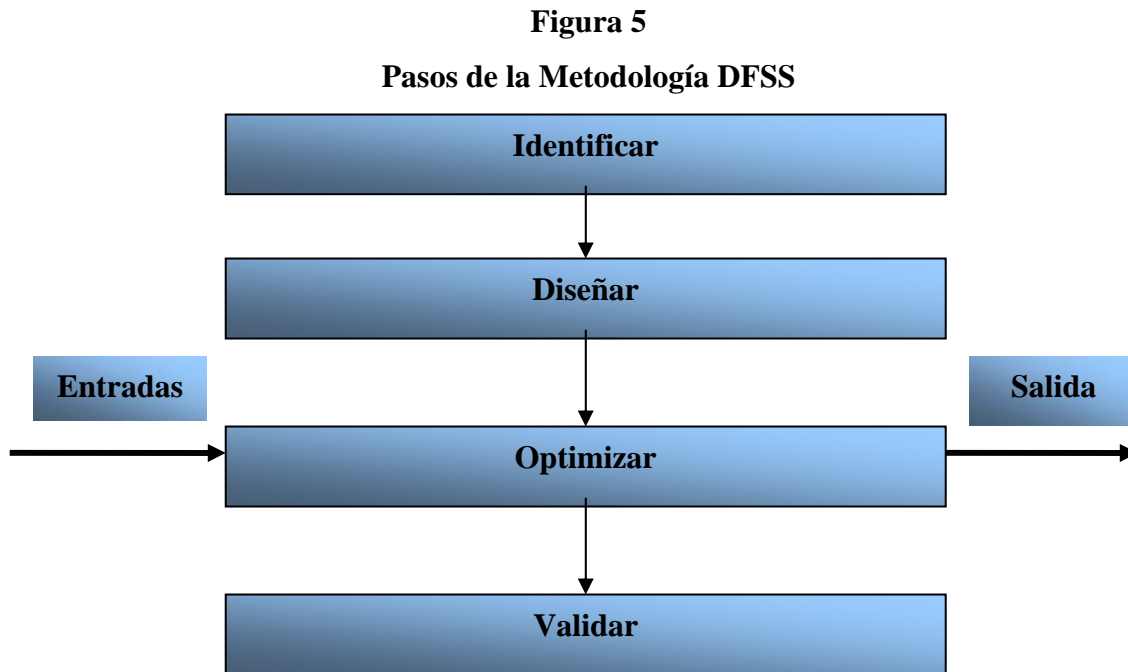 Figura 5
Pasos de la Metodología DFSS
Identificar
Diseñar
Entradas
Salida
Optimizar
Validar